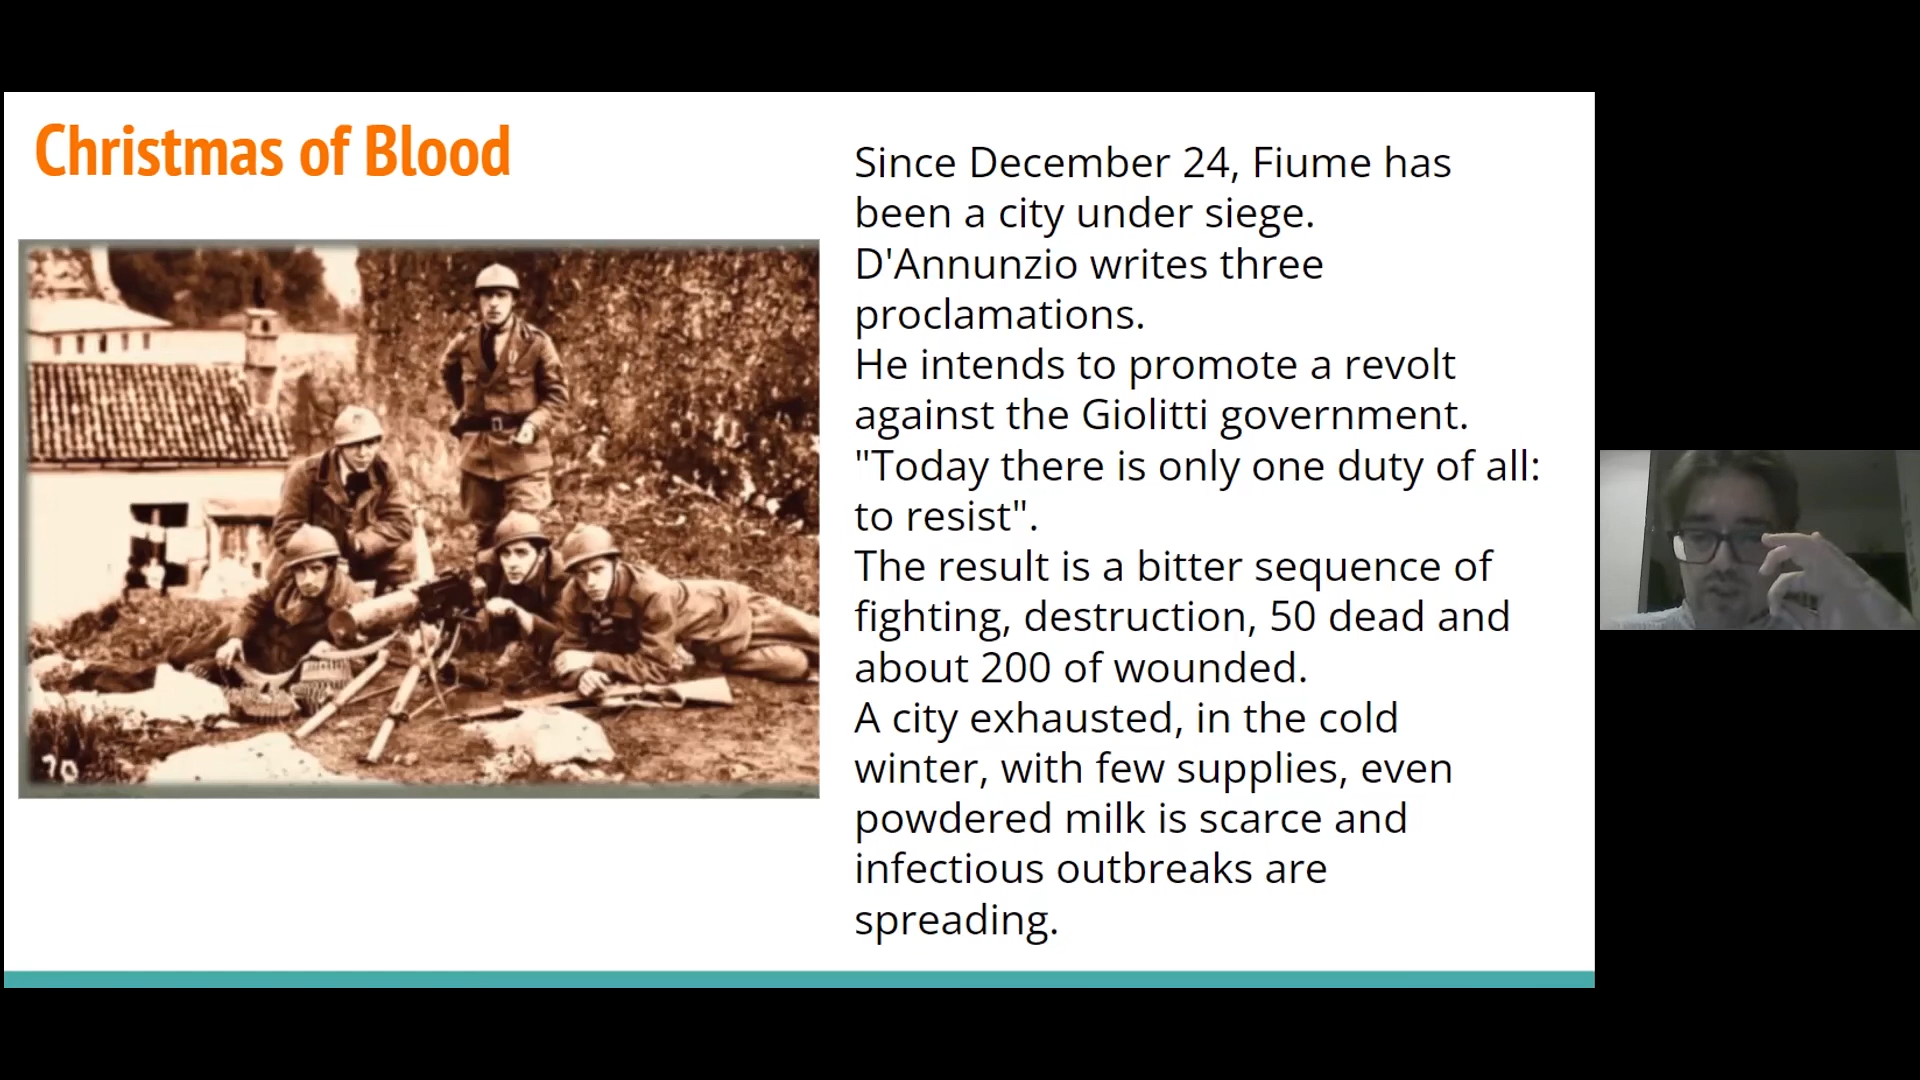 Christmas of Blood
Since December 24, Fiume has
been a city under siege.
D'Annunzio writes three
proclamations.
He intends to promote a revolt
against the Giolitti government.
"Today there is only one duty of all:
to resist".
The result is a bitter sequence of
fighting, destruction, 50 dead and
about 200 of wounded.
A city exhausted, in the cold
winter, with few supplies, even
powdered milk is scarce and
infectious outbreaks are
spreading.
70